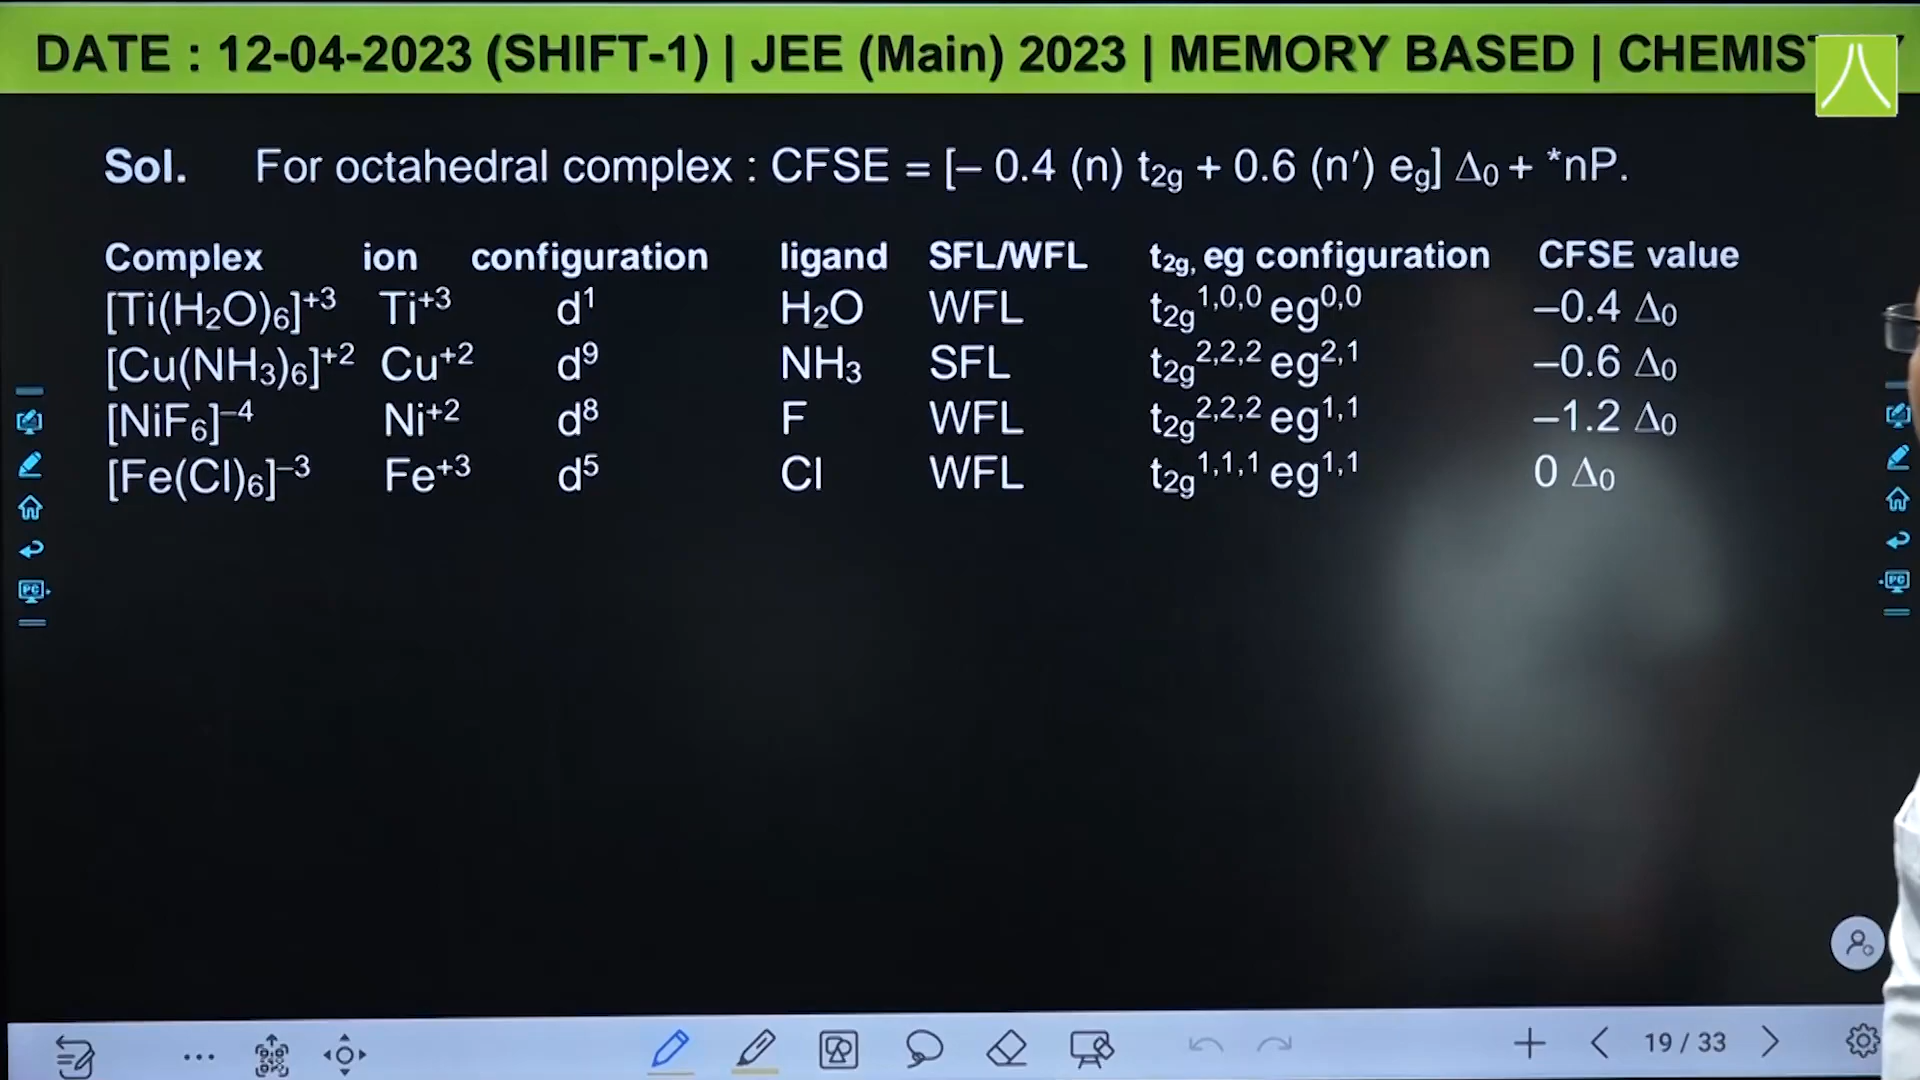 DATE : 12-04-2023 (SHIFT-1) | JEE (Main) 2023 | MEMORY BASED |
Sol. For octahedral complex : CFSE = [– 0.4 (n) t₂g + 0.6 (n′) eg] Δ₀ + *nP.
Complex ion configuration ligand SFL/WFL t₂g, eg configuration CFSE value
[Ti(H₂O)₆]⁺³ Ti⁺³ d¹ H₂O WFL t₂g¹,⁰,⁰ eg⁰,⁰ –0.4 Δ₀
[Cu(NH₃)₆]⁺² Cu⁺² d⁹ NH₃ SFL t₂g²,²,² eg²,¹ –0.6 Δ₀
[NiF₆]⁻⁴ Ni⁺² d⁸ F WFL t₂g²,²,² eg¹,¹ –1.2 Δ₀
[Fe(Cl)₆]⁻³ Fe⁺³ d⁵ Cl WFL t₂g¹,¹,¹ eg¹,¹ 0 Δ₀
PC PC
19 / 33